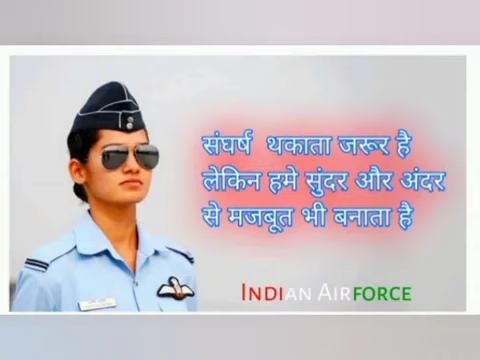 संघर्ष थकाता जरूर है
लेकिन हमे सुंदर और अंदर
से मजबूत भी बनाता है
INDIAN AIRFORCE